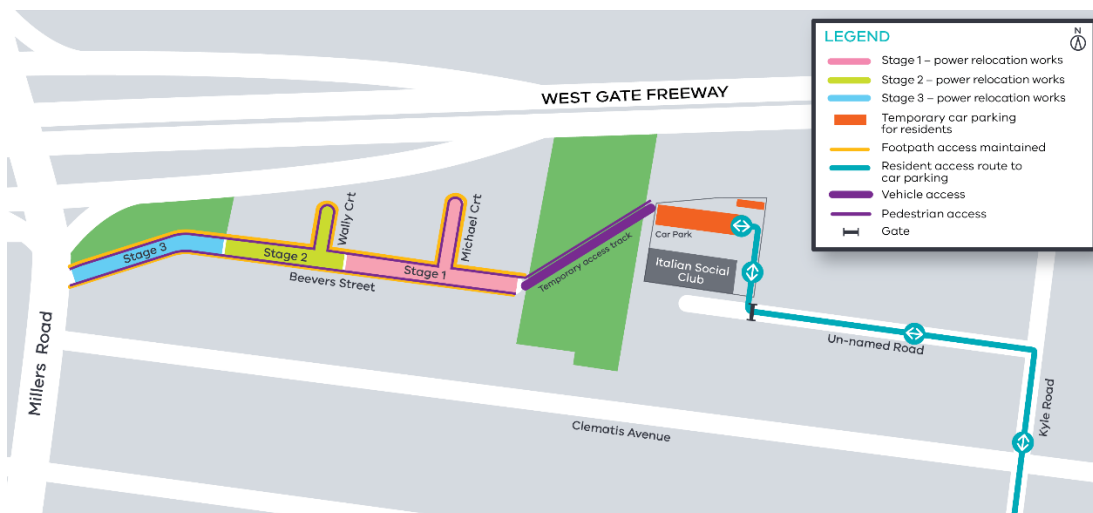 LEGEND
N
Stage 1 – power relocation works
Stage 2 – power relocation works
Stage 3 – power relocation works
Temporary car parking
for residents
Footpath access maintained
Resident access route to
car parking
Vehicle access
Pedestrian access
Gate
WEST GATE FREEWAY
Wally Crt
Michael Crt
Stage 3
Stage 2
Stage 1
Beevers Street
Temporary access track
Car Park
Italian Social
Club
Un-named Road
Millers Road
Clematis Avenue
Kyle Road